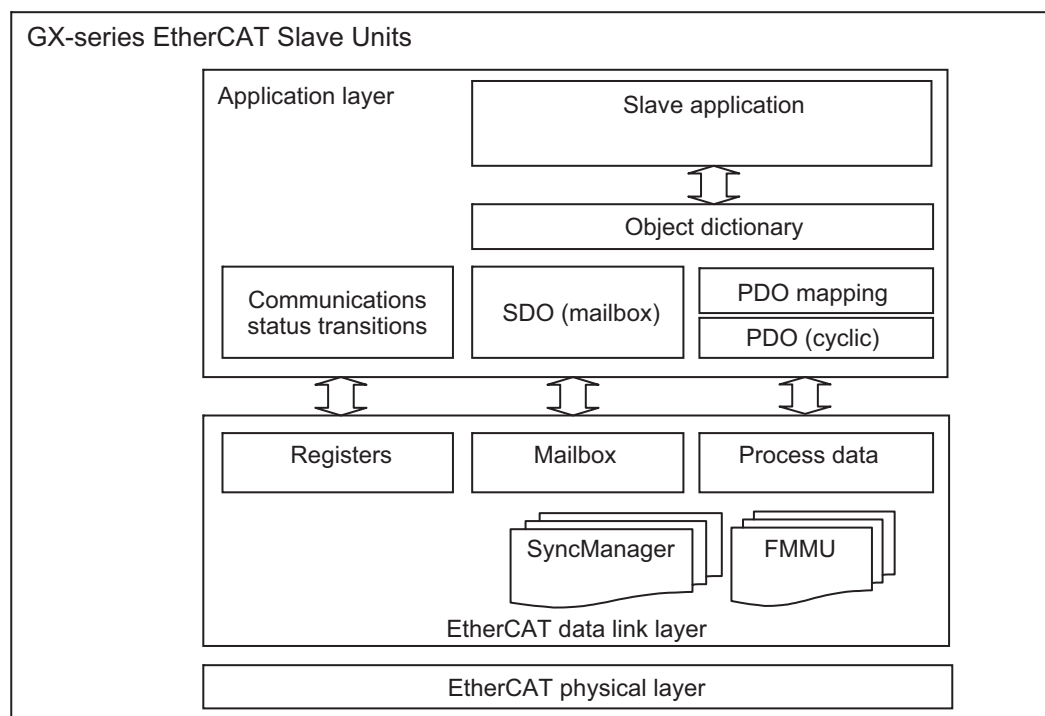 GX-series EtherCAT Slave Units
Application layer
Slave application
Object dictionary
Communications
status transitions
SDO (mailbox)
PDO mapping
PDO (cyclic)
Registers
Mailbox
Process data
SyncManager
FMMU
EtherCAT data link layer
EtherCAT physical layer